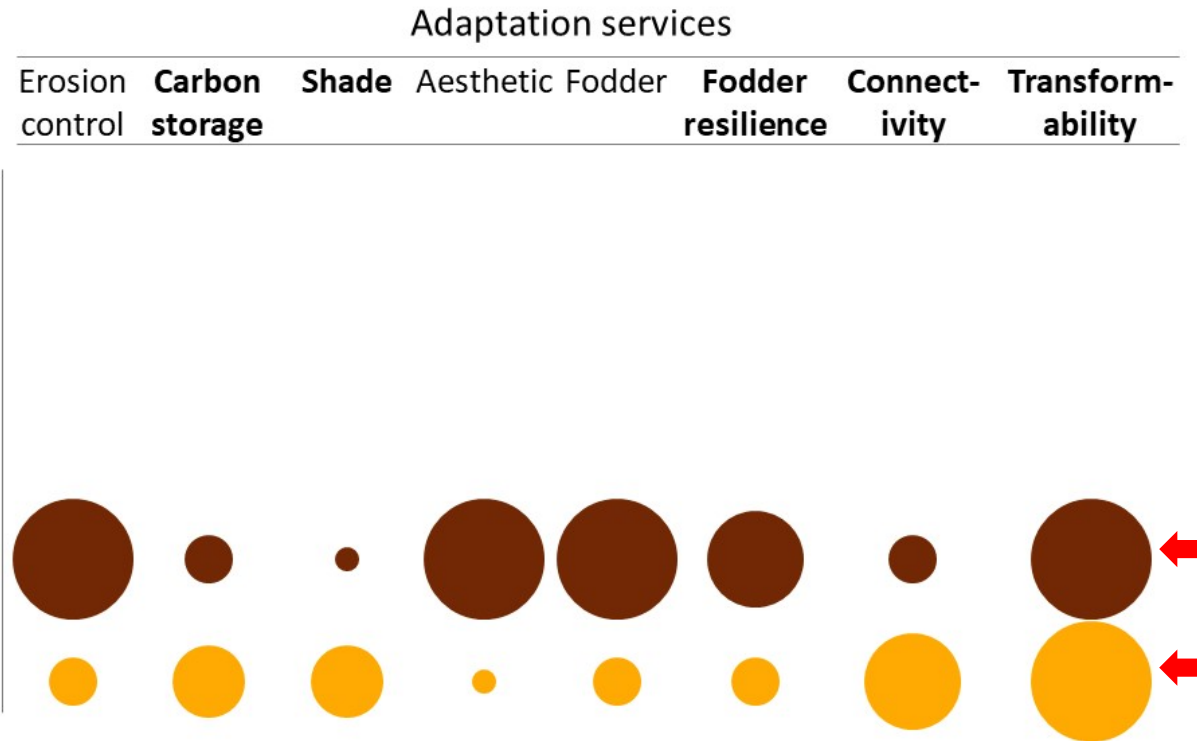 Adaptation services
Erosion Carbon Shade Aesthetic Fodder Fodder Connect- Transform-
control storage resilience ivity ability